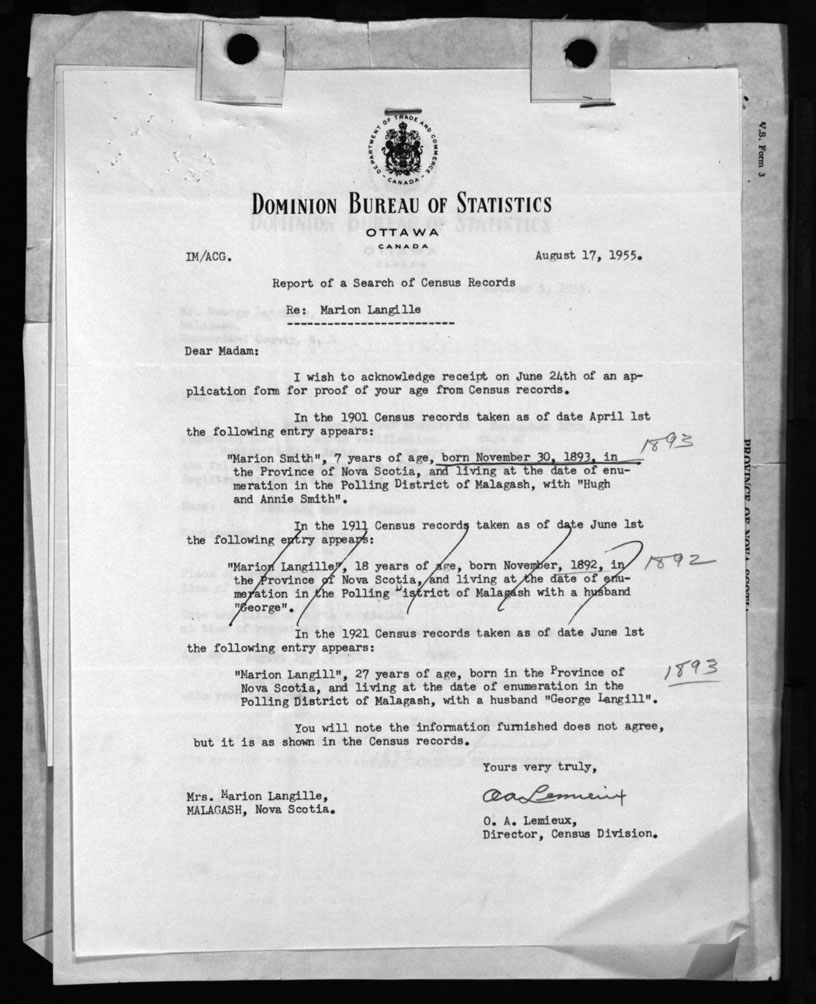 DEPARTMENT OF TRADE AND COMMERCE
CANADA
DOMINION BUREAU OF STATISTICS
OTTAWA
CANADA
IM/ACG. August 17, 1955.
Report of a Search of Census Records
Re: Marion Langille
Dear Madam:
I wish to acknowledge receipt on June 24th of an ap-
plication form for proof of your age from Census records.
In the 1901 Census records taken as of date April 1st
the following entry appears:
1893
"Marion Smith", 7 years of age, born November 30, 1893, in
the Province of Nova Scotia, and living at the date of enu-
meration in the Polling District of Malagash, with "Hugh
and Annie Smith".
In the 1911 Census records taken as of date June 1st
the following entry appears:
"Marion Langille", 18 years of age, born November, 1892, in 1892
the Province of Nova Scotia, and living at the date of enu-
meration in the Polling District of Malagash with a husband
"George".
In the 1921 Census records taken as of date June 1st
the following entry appears:
"Marion Langill", 27 years of age, born in the Province of 1893
Nova Scotia, and living at the date of enumeration in the
Polling District of Malagash, with a husband "George Langill".
You will note the information furnished does not agree,
but it is as shown in the Census records.
Yours very truly,
OA Lemieux
Mrs. Marion Langille,
MALAGASH, Nova Scotia.
O. A. Lemieux,
Director, Census Division.
V.S. Form 3
PROVINCE OF NOVA SCOTIA